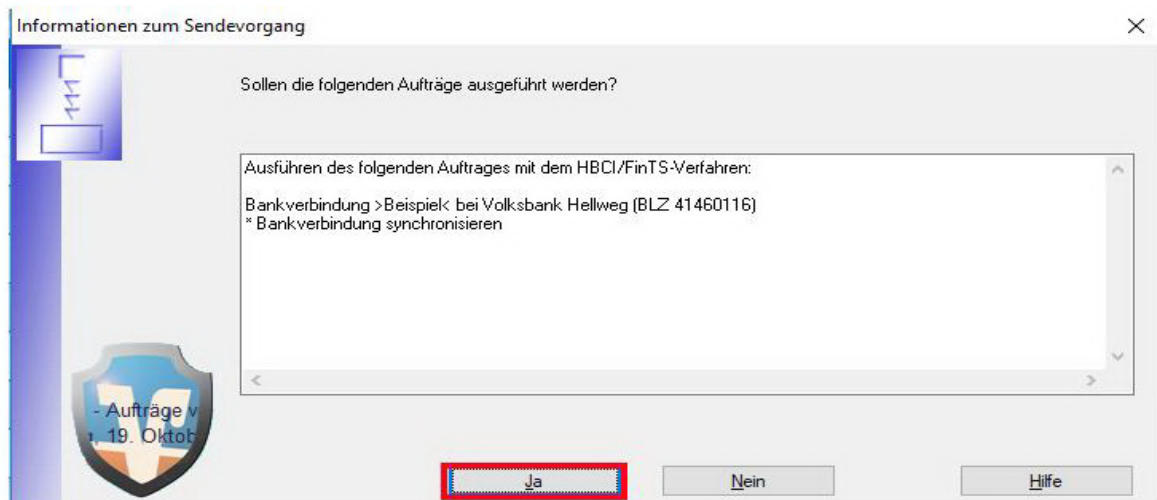 Informationen zum Sendevorgang
Sollen die folgenden Aufträge ausgeführt werden?
Ausführen des folgenden Auftrages mit dem HBCI/FinTS-Verfahren:
Bankverbindung >Beispiel< bei Volksbank Hellweg (BLZ 41460116)
* Bankverbindung synchronisieren
- Aufträge v
19. Oktob
Ja
Nein
Hilfe